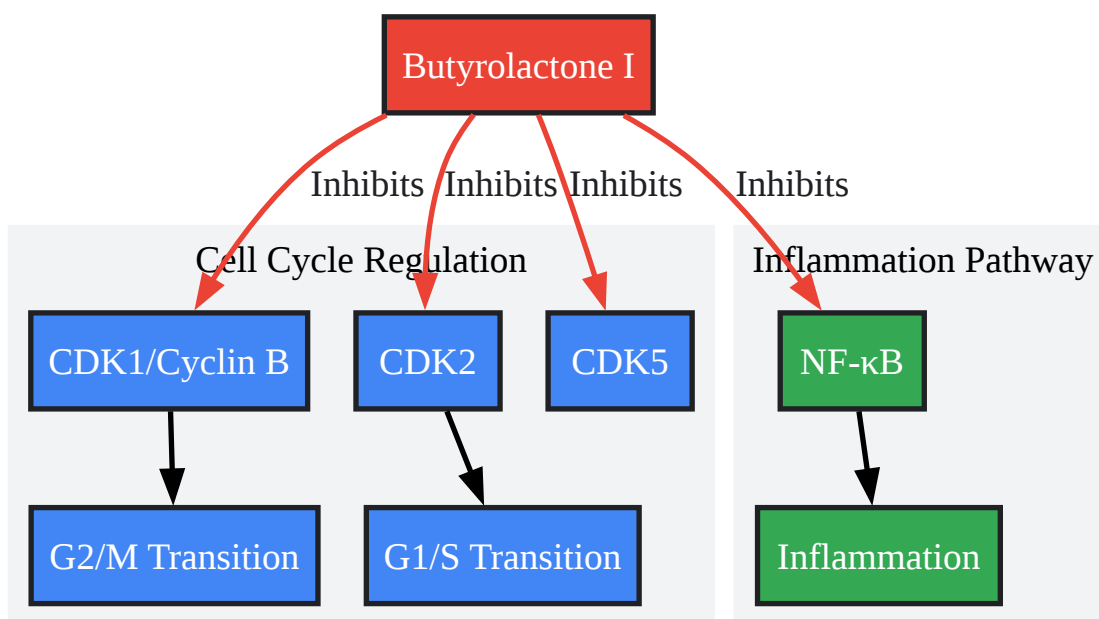 Butyrolactone I
Inhibits Inhibits Inhibits Inhibits
Cell Cycle Regulation
Inflammation Pathway
CDK1/Cyclin B
CDK2
CDK5
NF-κB
G2/M Transition
G1/S Transition
Inflammation